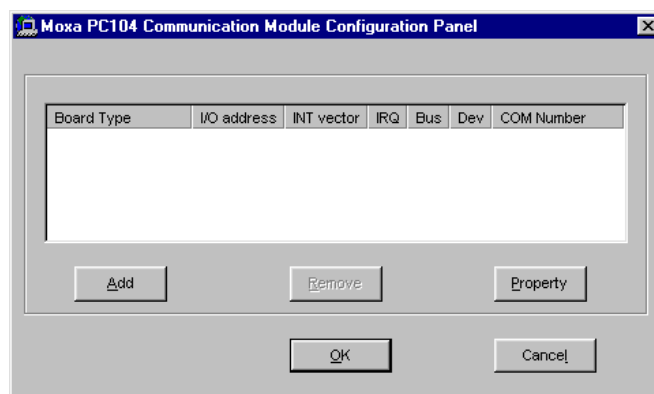 Moxa PC104 Communication Module Configuration Panel
Board Type I/O address INT vector IRQ Bus Dev COM Number
Add Remove Property
OK Cancel